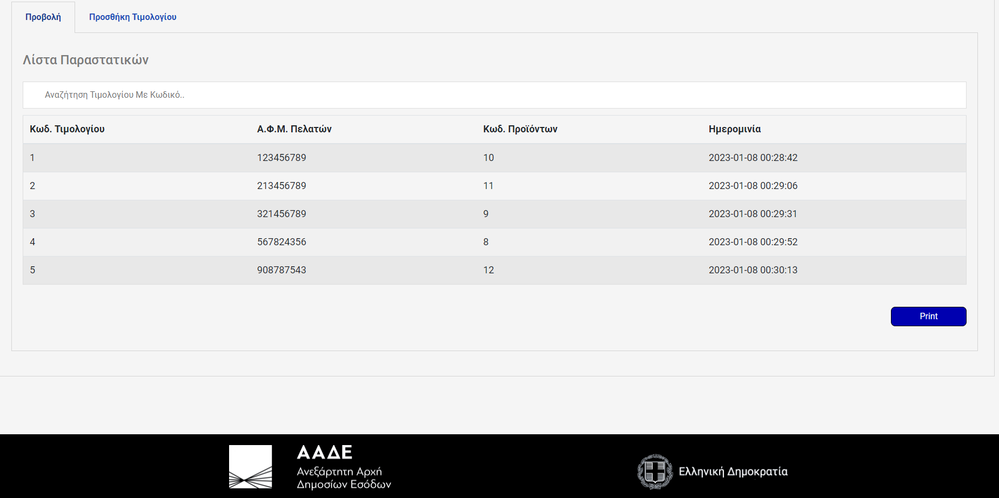 Προβολή
Προσθήκη Τιμολογίου
Λίστα Παραστατικών
Αναζήτηση Τιμολογίου Με Κωδικό..
Κωδ. Τιμολογίου Α.Φ.Μ. Πελατών Κωδ. Προϊόντων Ημερομινία
1 123456789 10 2023-01-08 00:28:42
2 213456789 11 2023-01-08 00:29:06
3 321456789 9 2023-01-08 00:29:31
4 567824356 8 2023-01-08 00:29:52
5 908787543 12 2023-01-08 00:30:13
Print
ΑΑΔΕ
Ανεξάρτητη Αρχή
Δημοσίων Εσόδων
Ελληνική Δημοκρατία